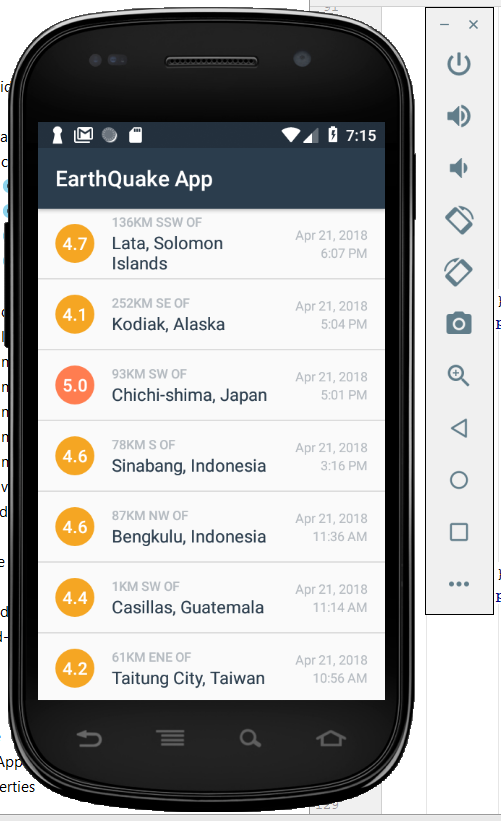 7:15
EarthQuake App
136KM SSW OF
4.7
Lata, Solomon
Islands
Apr 21, 2018
6:07 PM
252KM SE OF
4.1
Kodiak, Alaska
Apr 21, 2018
5:04 PM
93KM SW OF
5.0
Chichi-shima, Japan
Apr 21, 2018
5:01 PM
78KM S OF
4.6
Sinabang, Indonesia
Apr 21, 2018
3:16 PM
87KM NW OF
4.6
Bengkulu, Indonesia
Apr 21, 2018
11:36 AM
1KM SW OF
4.4
Casillas, Guatemala
Apr 21, 2018
11:14 AM
61KM ENE OF
4.2
Taitung City, Taiwan
Apr 21, 2018
10:56 AM
App
erties
129